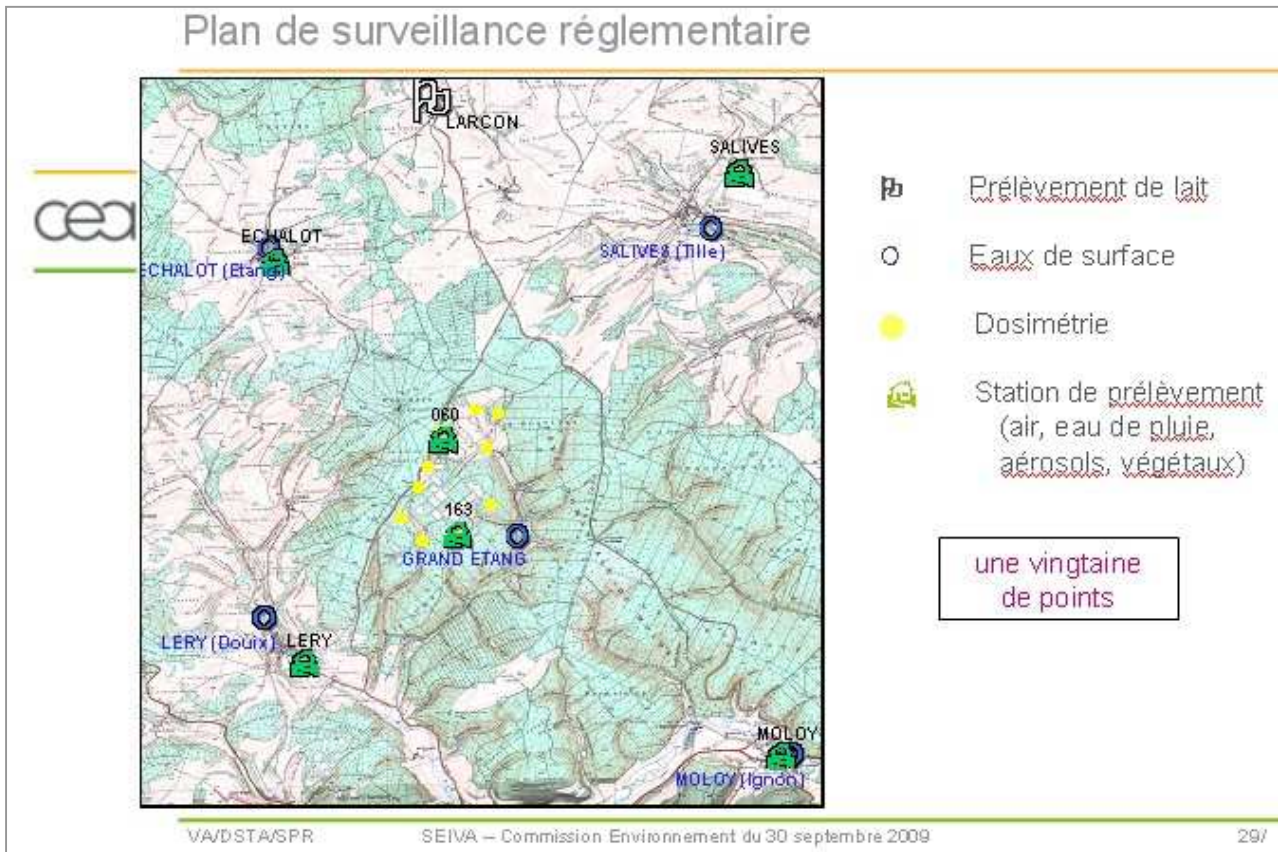 Plan de surveillance réglementaire
cea
LARCON
SALIVES
SALIVES (Tille)
ECHALOT
ECHALOT (Etang)
060
163
GRAND ETANG
LERY (Douix)
LERY
MOLOY
MOLOY (Ignon)
Prélèvement de lait
Eaux de surface
Dosimétrie
Station de prélèvement
(air, eau de pluie,
aérosols, végétaux)
une vingtaine
de points
VA/DSTA/SPR
SEIVA – Commission Environnement du 30 septembre 2009
29/